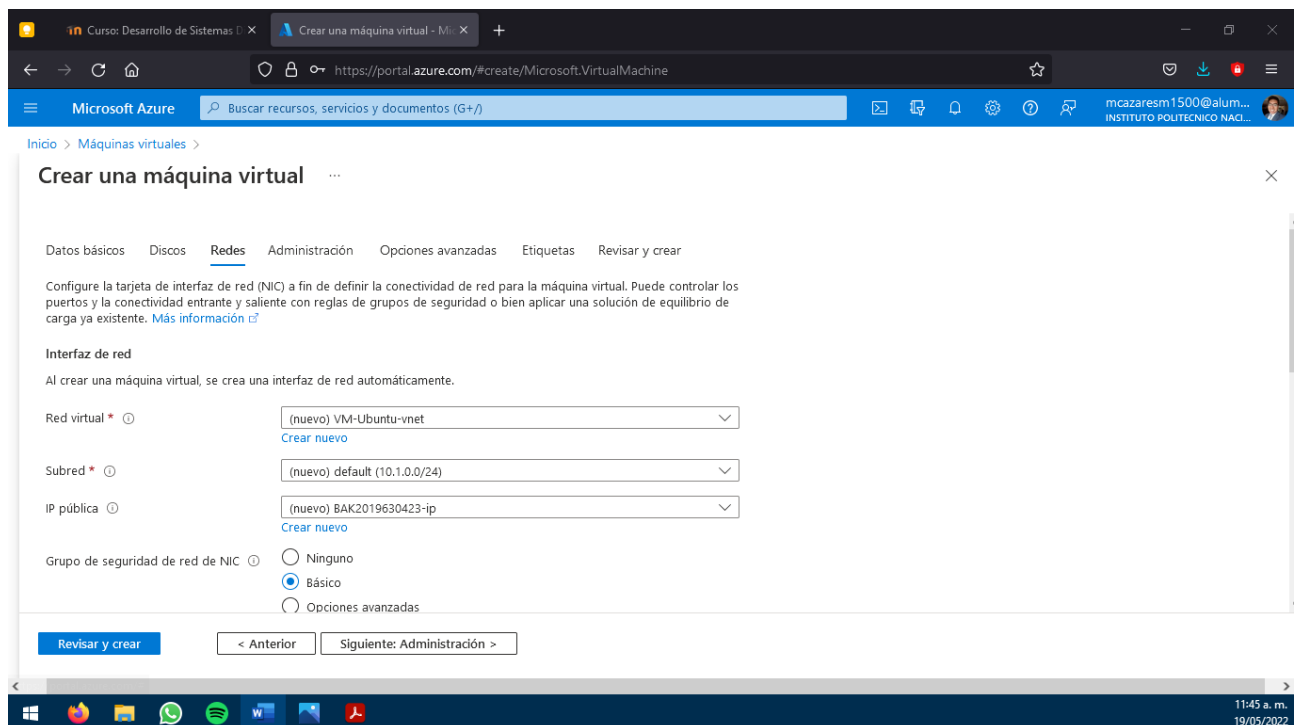 Curso: Desarrollo de Sistemas D
Crear una máquina virtual - Mic
https://portal.azure.com/#create/Microsoft.VirtualMachine
Microsoft Azure
Buscar recursos, servicios y documentos (G+/)
mcazaresm1500@alum...
INSTITUTO POLITECNICO NACI...
Inicio > Máquinas virtuales >
Crear una máquina virtual ...
Datos básicos Discos Redes Administración Opciones avanzadas Etiquetas Revisar y crear
Configure la tarjeta de interfaz de red (NIC) a fin de definir la conectividad de red para la máquina virtual. Puede controlar los
puertos y la conectividad entrante y saliente con reglas de grupos de seguridad o bien aplicar una solución de equilibrio de
carga ya existente. Más información
Interfaz de red
Al crear una máquina virtual, se crea una interfaz de red automáticamente.
Red virtual *
(nuevo) VM-Ubuntu-vnet
Crear nuevo
Subred *
(nuevo) default (10.1.0.0/24)
IP pública
(nuevo) BAK2019630423-ip
Crear nuevo
Grupo de seguridad de red de NIC
Ninguno
Básico
Opciones avanzadas
Revisar y crear
< Anterior
Siguiente: Administración >
11:45 a. m.
19/05/2022